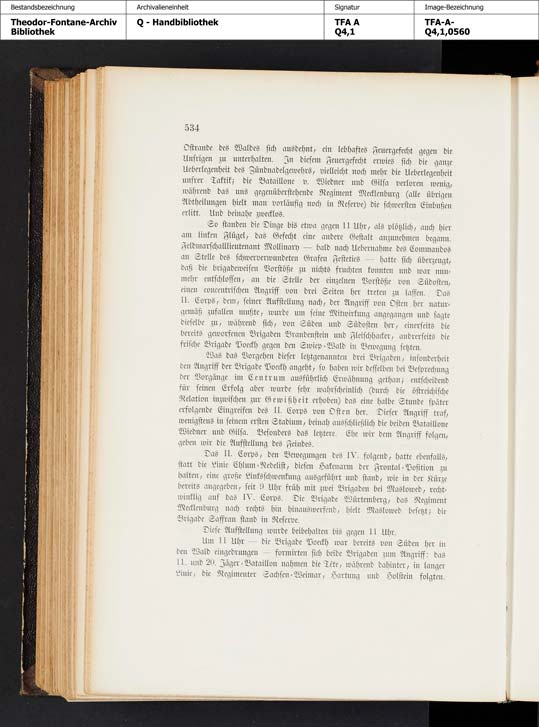 Bestandsbezeichnung Archivalieneinheit Signatur Image-Bezeichnung
Theodor-Fontane-Archiv Q - Handbibliothek TFA A TFA-A-
Bibliothek Q4,1 Q4,1,0560
534
Ostrande des Waldes sich ausdehnt, ein lebhaftes Feuergefecht gegen die
Unsrigen zu unterhalten. In diesem Feuergefecht erwies sich die ganze
Ueberlegenheit des Zündnadelgewehrs, vielleicht noch mehr die Ueberlegenheit
unsrer Taktik; die Bataillone v. Wiedner und Gilsa verloren wenig,
während das uns gegenüberstehende Regiment Mecklenburg (alle übrigen
Abtheilungen hielt man vorläufig noch in Reserve) die schwersten Einbußen
erlitt. Und beinahe zwecklos.
So standen die Dinge bis etwa gegen 11 Uhr, als plötzlich, auch hier
am linken Flügel, das Gefecht eine andere Gestalt anzunehmen begann.
Feldmarschalllieutenant Mollinary — bald nach Uebernahme des Commandos
an Stelle des schwerverwundeten Grafen Festetics — hatte sich überzeugt,
daß die brigadeweisen Vorstöße zu nichts fruchten konnten und war nun-
mehr entschlossen, an die Stelle der einzelnen Vorstöße von Südosten,
einen concentrischen Angriff von drei Seiten her treten zu lassen. Das
II. Corps, dem, seiner Aufstellung nach, der Angriff von Osten her natur-
gemäß zufallen mußte, wurde um seine Mitwirkung angegangen und sagte
dieselbe zu, während sich, von Süden und Südosten her, einerseits die
bereits geworfenen Brigaden Brandenstein und Fleischhacker, andrerseits die
frische Brigade Poeckh gegen den Swiep-Wald in Bewegung setzten.
Was das Vorgehen dieser letztgenannten drei Brigaden, insonderheit
den Angriff der Brigade Poeckh angeht, so haben wir desselben bei Besprechung
der Vorgänge im Centrum ausführlich Erwähnung gethan; entscheidend
für seinen Erfolg aber wurde sehr wahrscheinlich (durch die östreichische
Relation inzwischen zur Gewißheit erhoben) das eine halbe Stunde später
erfolgende Eingreifen des II. Corps von Osten her. Dieser Angriff traf,
wenigstens in seinem ersten Stadium, beinah ausschließlich die beiden Bataillone
Wiedner und Gilsa. Besonders das letztere. Ehe wir dem Angriff folgen,
geben wir die Aufstellung des Feindes.
Das II. Corps, den Bewegungen des IV. folgend, hatte ebenfalls,
statt die Linie Chlum-Nedelist, diesen Hakenarm der Frontal-Position zu
halten, eine große Linksschwenkung ausgeführt und stand, wie in der Kürze
bereits angegeben, seit 9 Uhr früh mit zwei Brigaden bei Maslowed, recht-
winklig auf das IV. Corps. Die Brigade Würtemberg, das Regiment
Mecklenburg nach rechts hin hinauswerfend, hielt Maslowed besetzt; die
Brigade Saffran stand in Reserve.
Diese Aufstellung wurde beibehalten bis gegen 11 Uhr.
Um 11 Uhr — die Brigade Poeckh war bereits von Süden her in
den Wald eingedrungen — formirten sich beide Brigaden zum Angriff: das
11. und 20. Jäger-Bataillon nahmen die Tête, während dahinter, in langer
Linie, die Regimenter Sachsen-Weimar, Hartung und Holstein folgten.